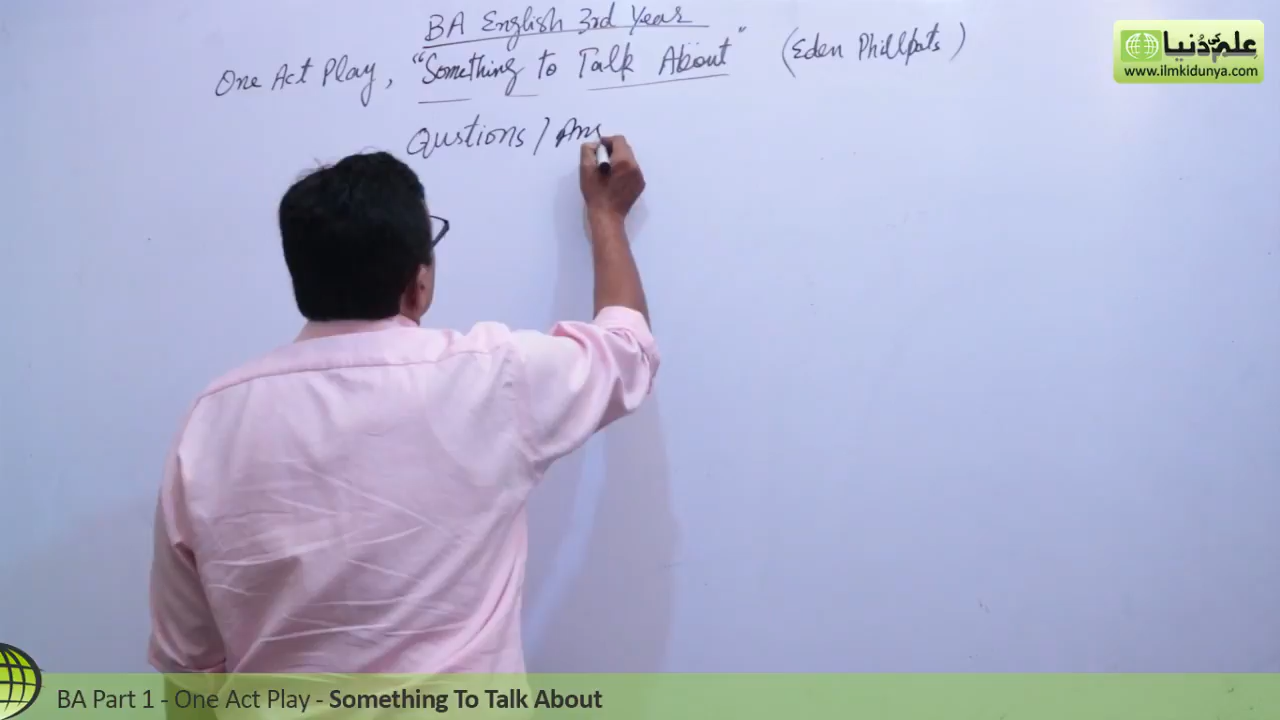 BA English 3rd Year
One Act Play, "Something to Talk About" (Eden Phillpots)
Qustions / Ans
علم کی دنیا
www.ilmkidunya.com
BA Part 1 - One Act Play - Something To Talk About